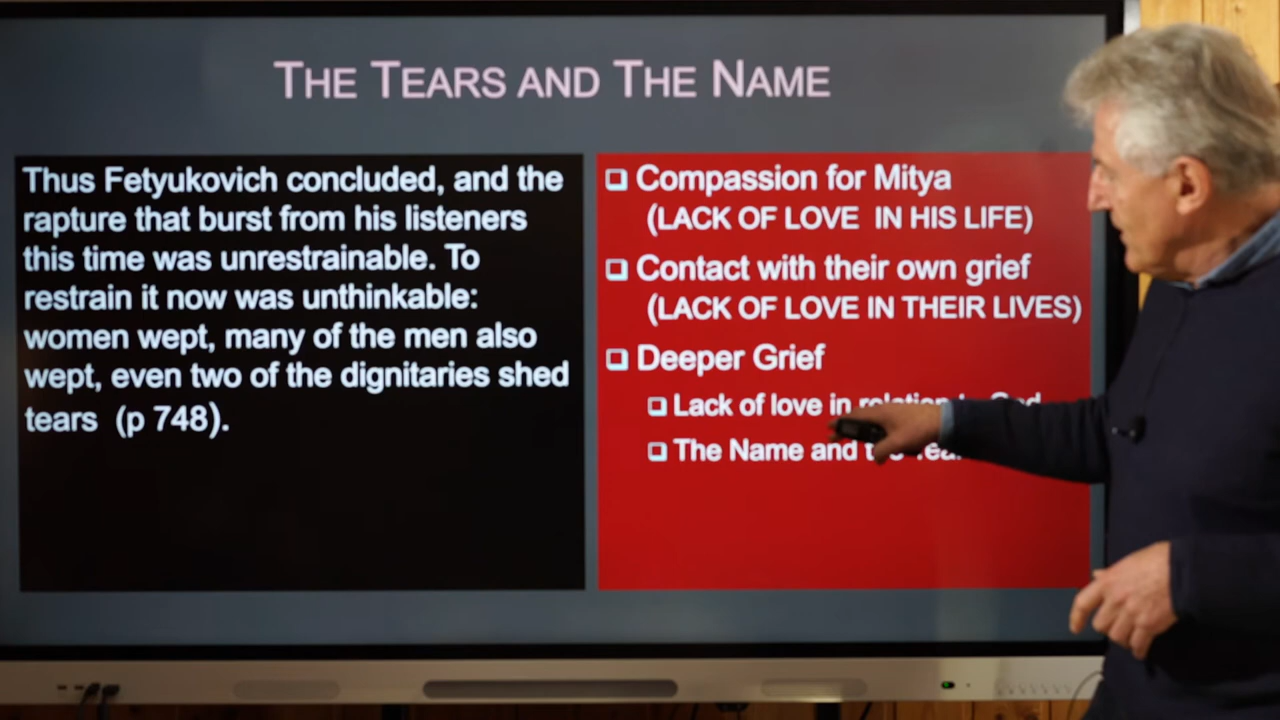 THE TEARS AND THE NAME
Thus Fetyukovich concluded, and the
rapture that burst from his listeners
this time was unrestrainable. To
restrain it now was unthinkable:
women wept, many of the men also
wept, even two of the dignitaries shed
tears (p 748).
Compassion for Mitya
(LACK OF LOVE IN HIS LIFE)
Contact with their own grief
(LACK OF LOVE IN THEIR LIVES)
Deeper Grief
Lack of love in
The Name and